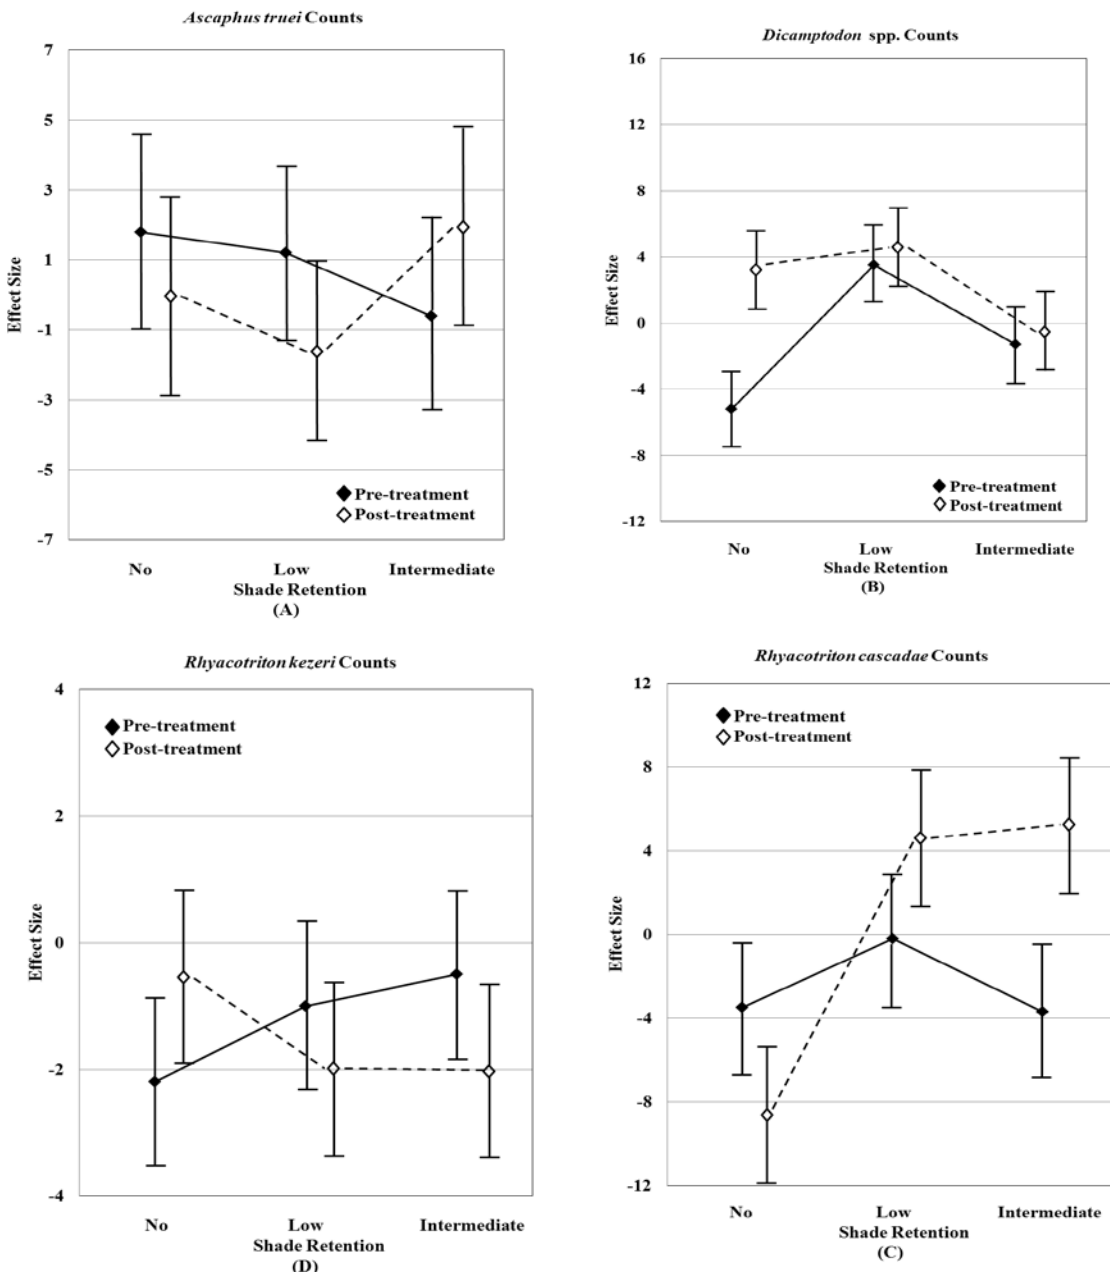 Ascaphus truei Counts
7
5
3
1
-1
-3
-5
-7
Effect Size
Pre-treatment
Post-treatment
No Low Intermediate
Shade Retention
(A)
Dicamptodon spp. Counts
16
12
8
4
0
-4
-8
-12
Effect Size
Pre-treatment
Post-treatment
No Low Intermediate
Shade Retention
(B)
Rhyacotriton kezeri Counts
4
2
0
-2
-4
Effect Size
Pre-treatment
Post-treatment
No Low Intermediate
Shade Retention
(D)
Rhyacotriton cascadae Counts
12
8
4
0
-4
-8
-12
Effect Size
Pre-treatment
Post-treatment
No Low Intermediate
Shade Retention
(C)